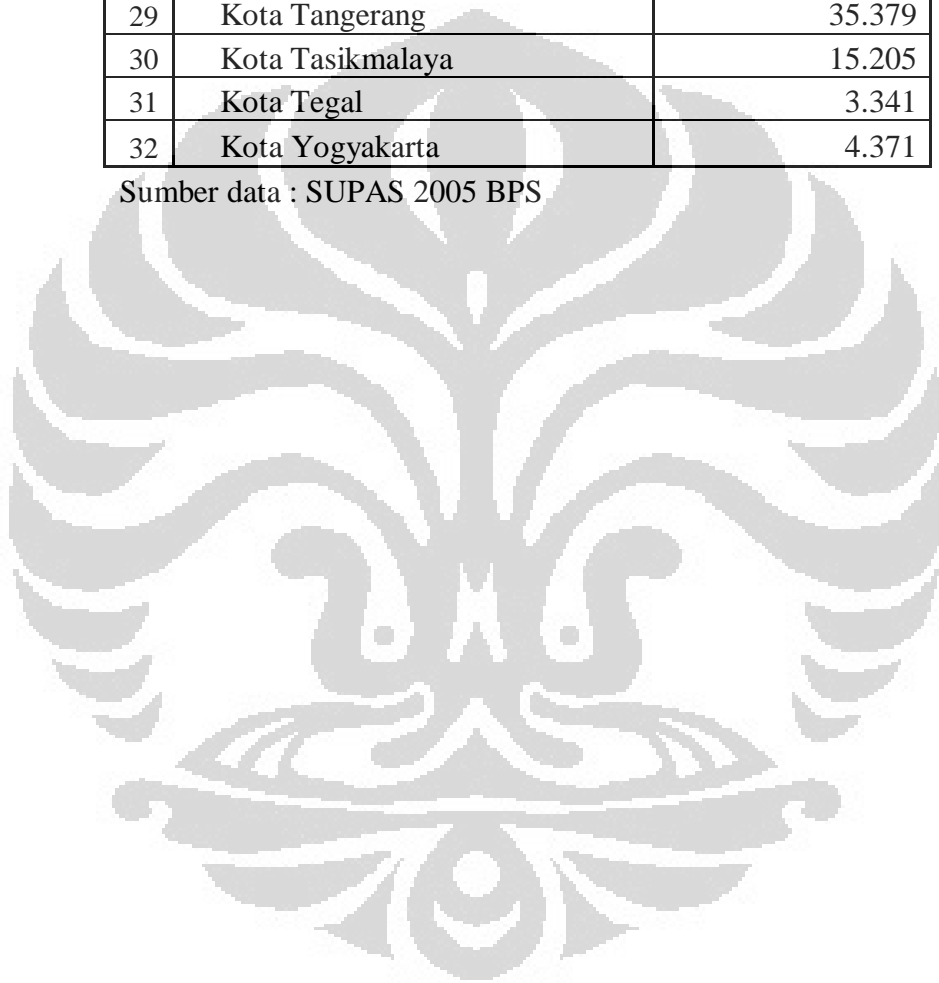 29 Kota Tangerang 35.379
30 Kota Tasikmalaya 15.205
31 Kota Tegal 3.341
32 Kota Yogyakarta 4.371
Sumber data : SUPAS 2005 BPS